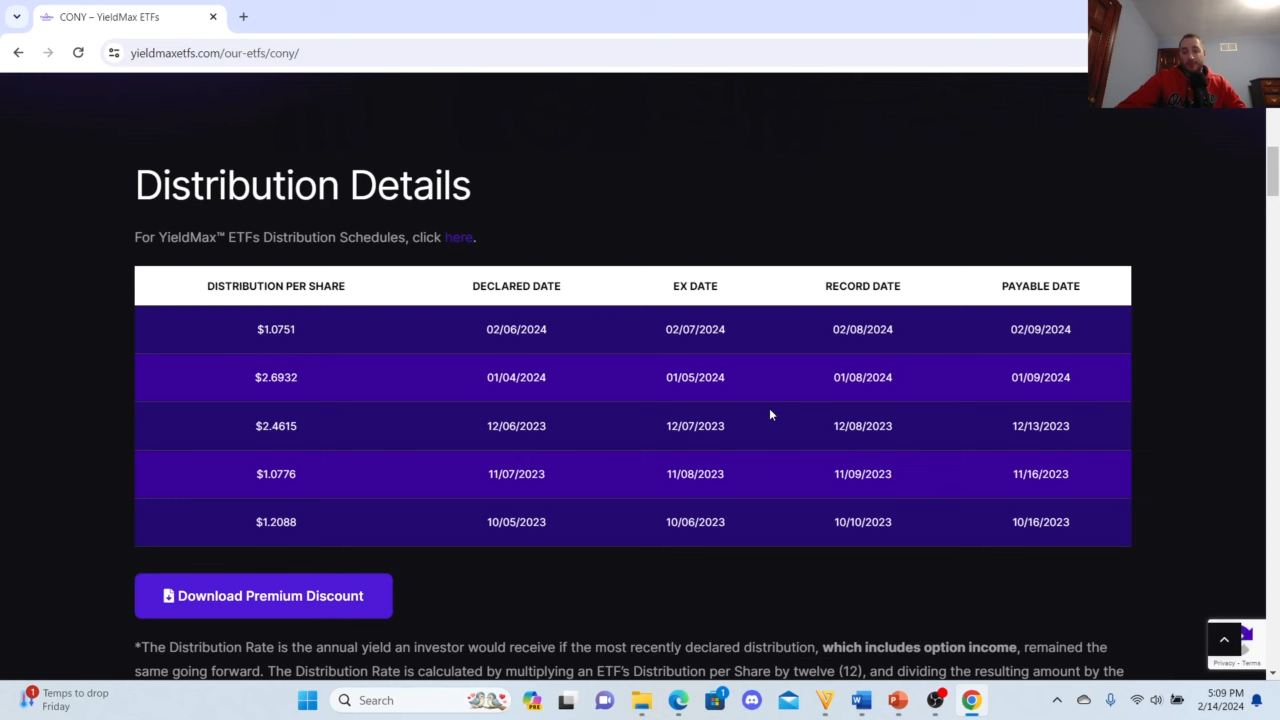 CONY – YieldMax ETFs
yieldmaxetfs.com/our-etfs/cony/
Distribution Details
For YieldMax™ ETFs Distribution Schedules, click here.
DISTRIBUTION PER SHARE DECLARED DATE EX DATE RECORD DATE PAYABLE DATE
$1.0751 02/06/2024 02/07/2024 02/08/2024 02/09/2024
$2.6932 01/04/2024 01/05/2024 01/08/2024 01/09/2024
$2.4615 12/06/2023 12/07/2023 12/08/2023 12/13/2023
$1.0776 11/07/2023 11/08/2023 11/09/2023 11/16/2023
$1.2088 10/05/2023 10/06/2023 10/10/2023 10/16/2023
Download Premium Discount
*The Distribution Rate is the annual yield an investor would receive if the most recently declared distribution, which includes option income, remained the
same going forward. The Distribution Rate is calculated by multiplying an ETF's Distribution per Share by twelve (12), and dividing the resulting amount by the
Privacy - Terms
1
Temps to drop
Friday
Search
1
5:09 PM
2/14/2024